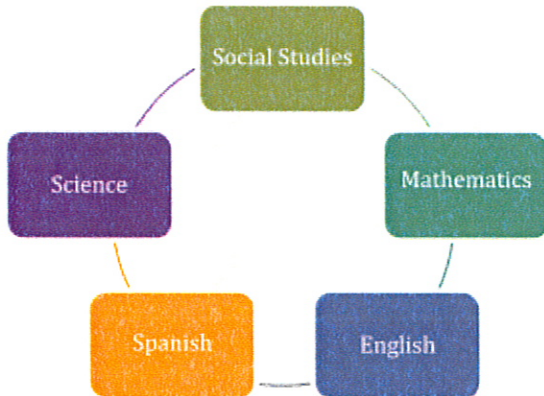 Social Studies
Mathematics
English
Spanish
Science